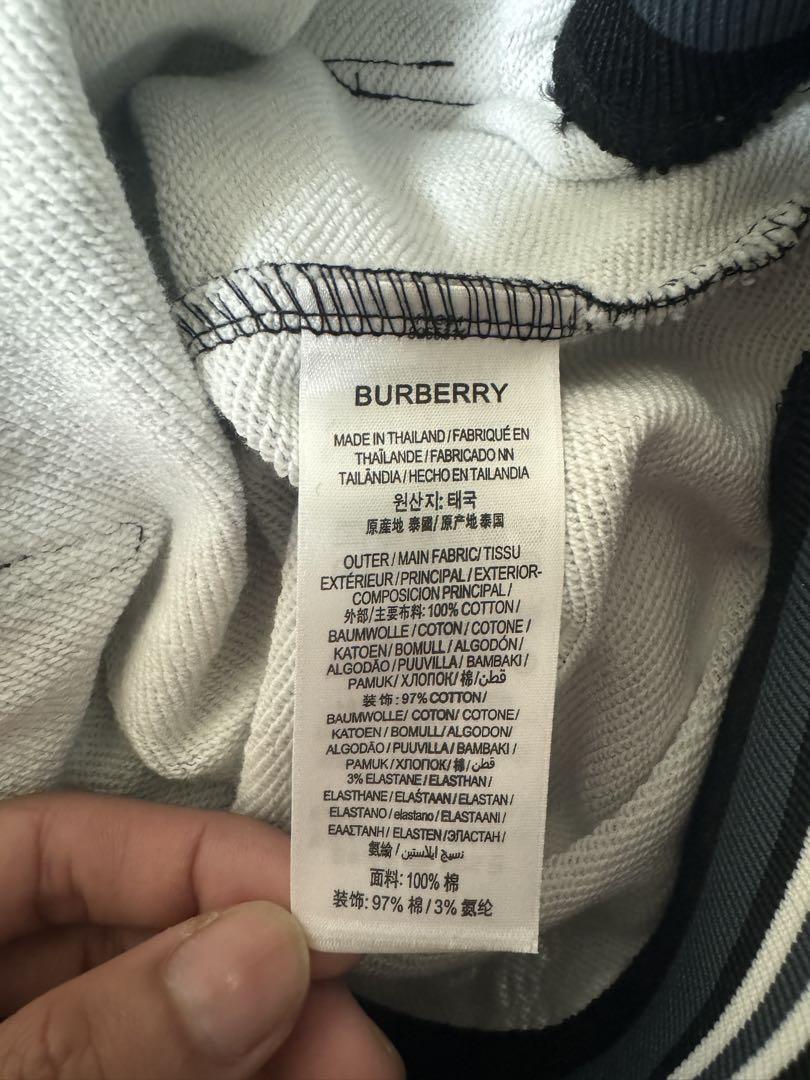 BURBERRY
MADE IN THAILAND/FABRIQUÉ EN
THAÏLANDE/FABRICADO NN
TAILÂNDIA/HECHO EN TAILANDIA
원산지: 태국
原産地 泰國/原产地泰国
OUTER/MAIN FABRIC/TISSU
EXTÉRIEUR/PRINCIPAL/EXTERIOR-
COMPOSICION PRINCIPAL/
外部/主要布料: 100% COTTON/
BAUMWOLLE/COTON/COTONE/
KATOEN/BOMULL/ALGODÓN/
ALGODÃO/PUUVILLA/BAMBAKI/
PAMUK/ХЛОПОК/棉/قطن
装饰: 97% COTTON/
BAUMWOLLE/COTON/COTONE/
KATOEN/BOMULL/ALGODON/
ALGODÃO/PUUVILLA/BAMBAKI/
PAMUK/ХЛОПОК/棉/قطن
3% ELASTANE/ELASTHAN/
ELASTHANE/ELAŚTAAN/ELASTAN/
ELASTANO/elastano/ELASTAANI/
ΕΛΑΣΤΑΝΗ/ELASTEN/ЭЛАСТАН/
氨綸/نسيج ايلاستين
面料: 100% 棉
装饰: 97% 棉/3% 氨纶